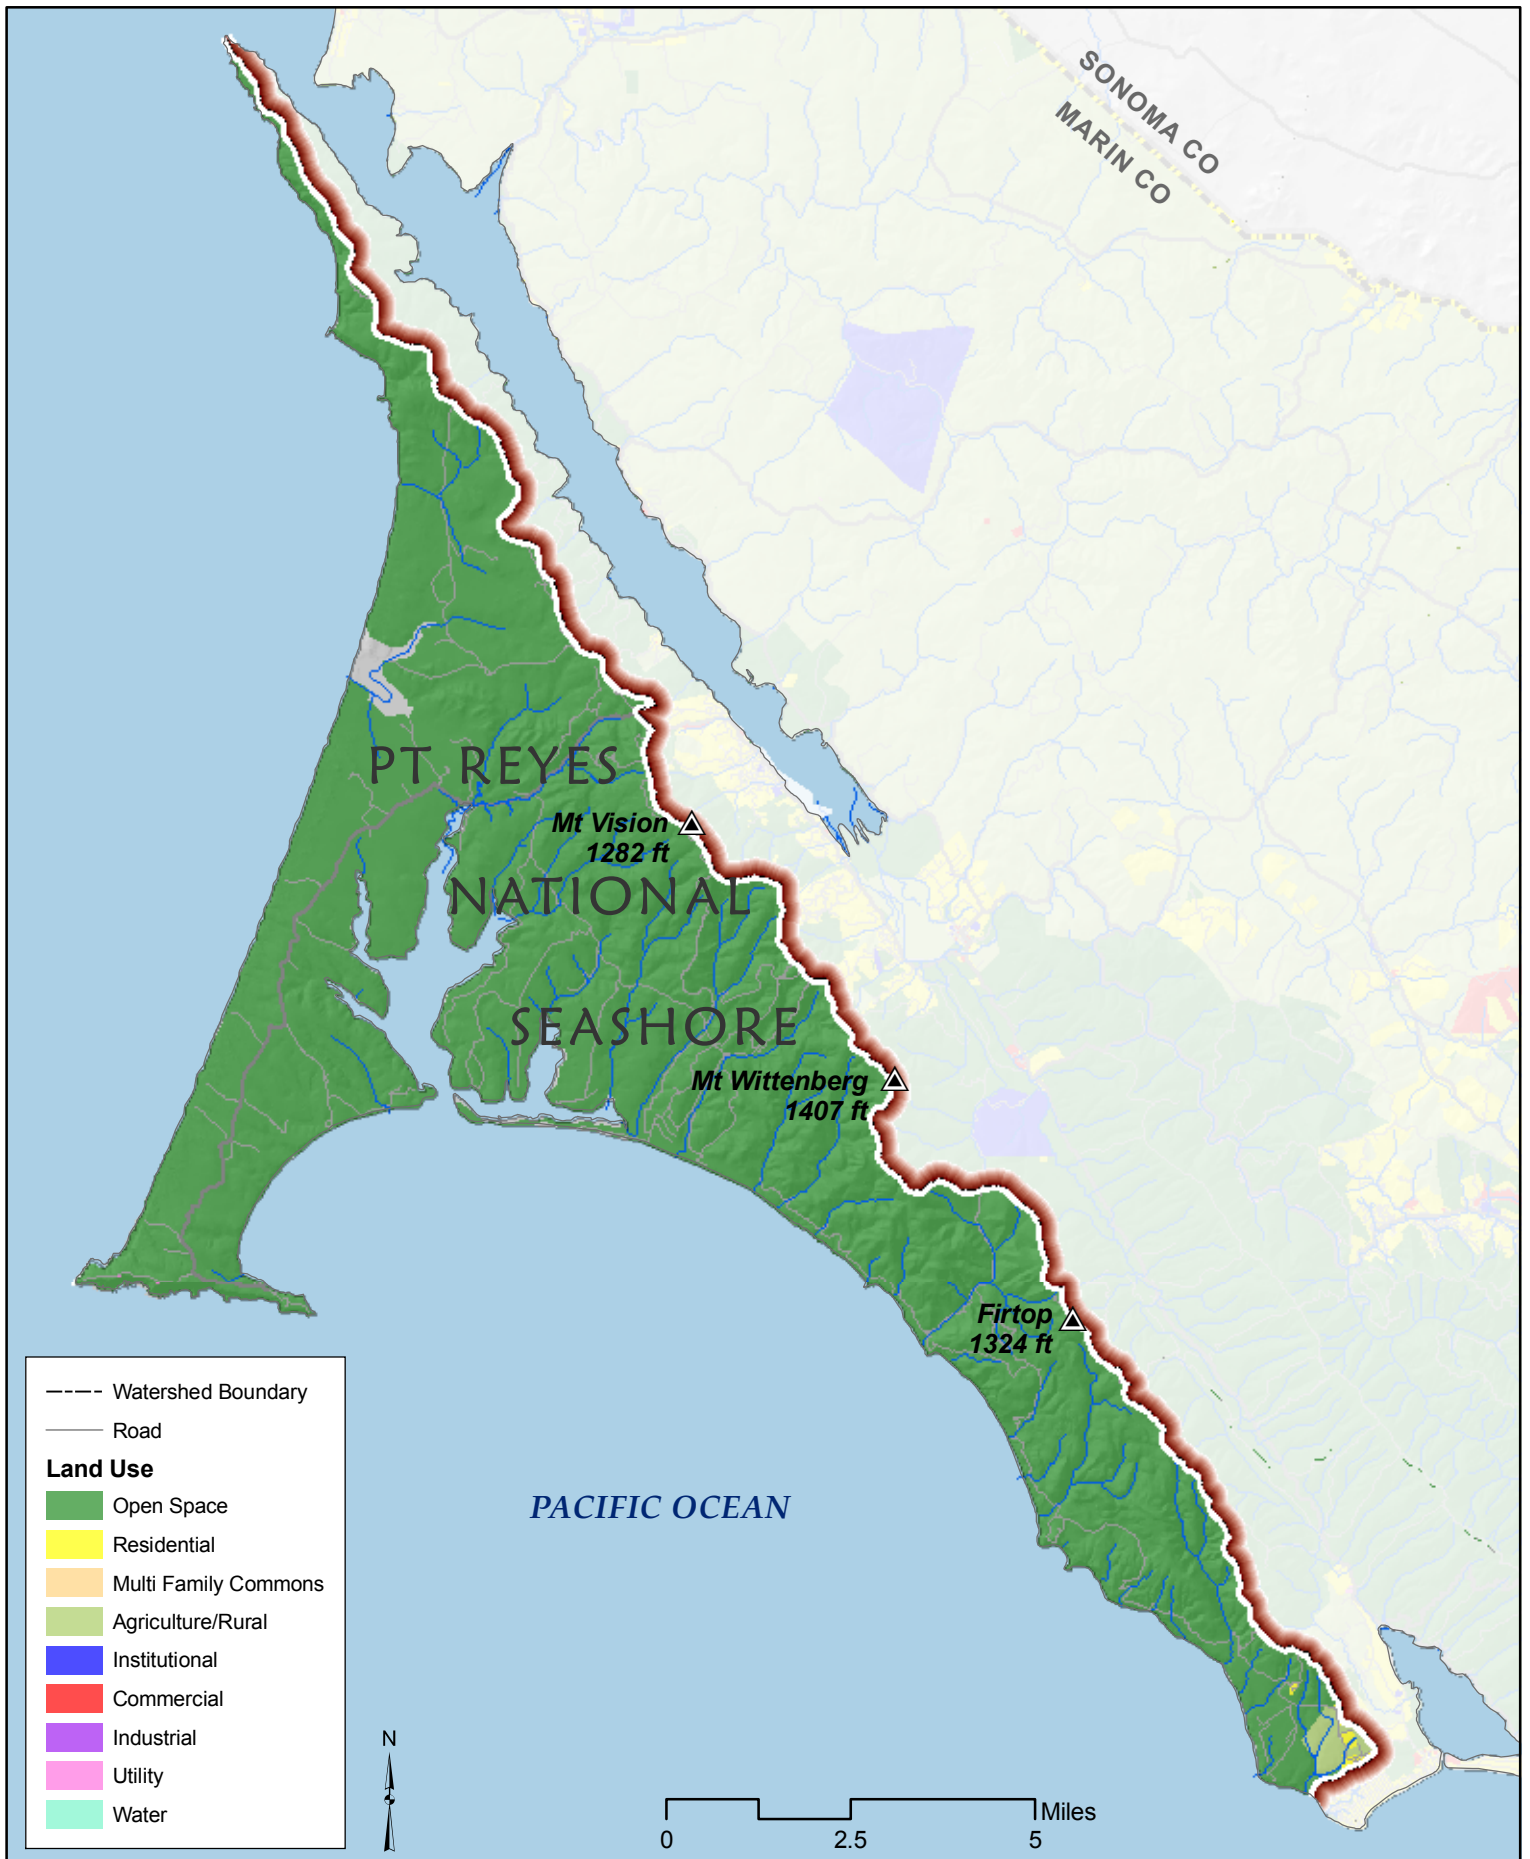 SONOMA CO
MARIN CO
PT REYES
Mt Vision
1282 ft
NATIONAL
SEASHORE
Mt Wittenberg
1407 ft
Firtop
1324 ft
PACIFIC OCEAN
Watershed Boundary
Road
Land Use
Open Space
Residential
Multi Family Commons
Agriculture/Rural
Institutional
Commercial
Industrial
Utility
Water
N
Miles
0 2.5 5